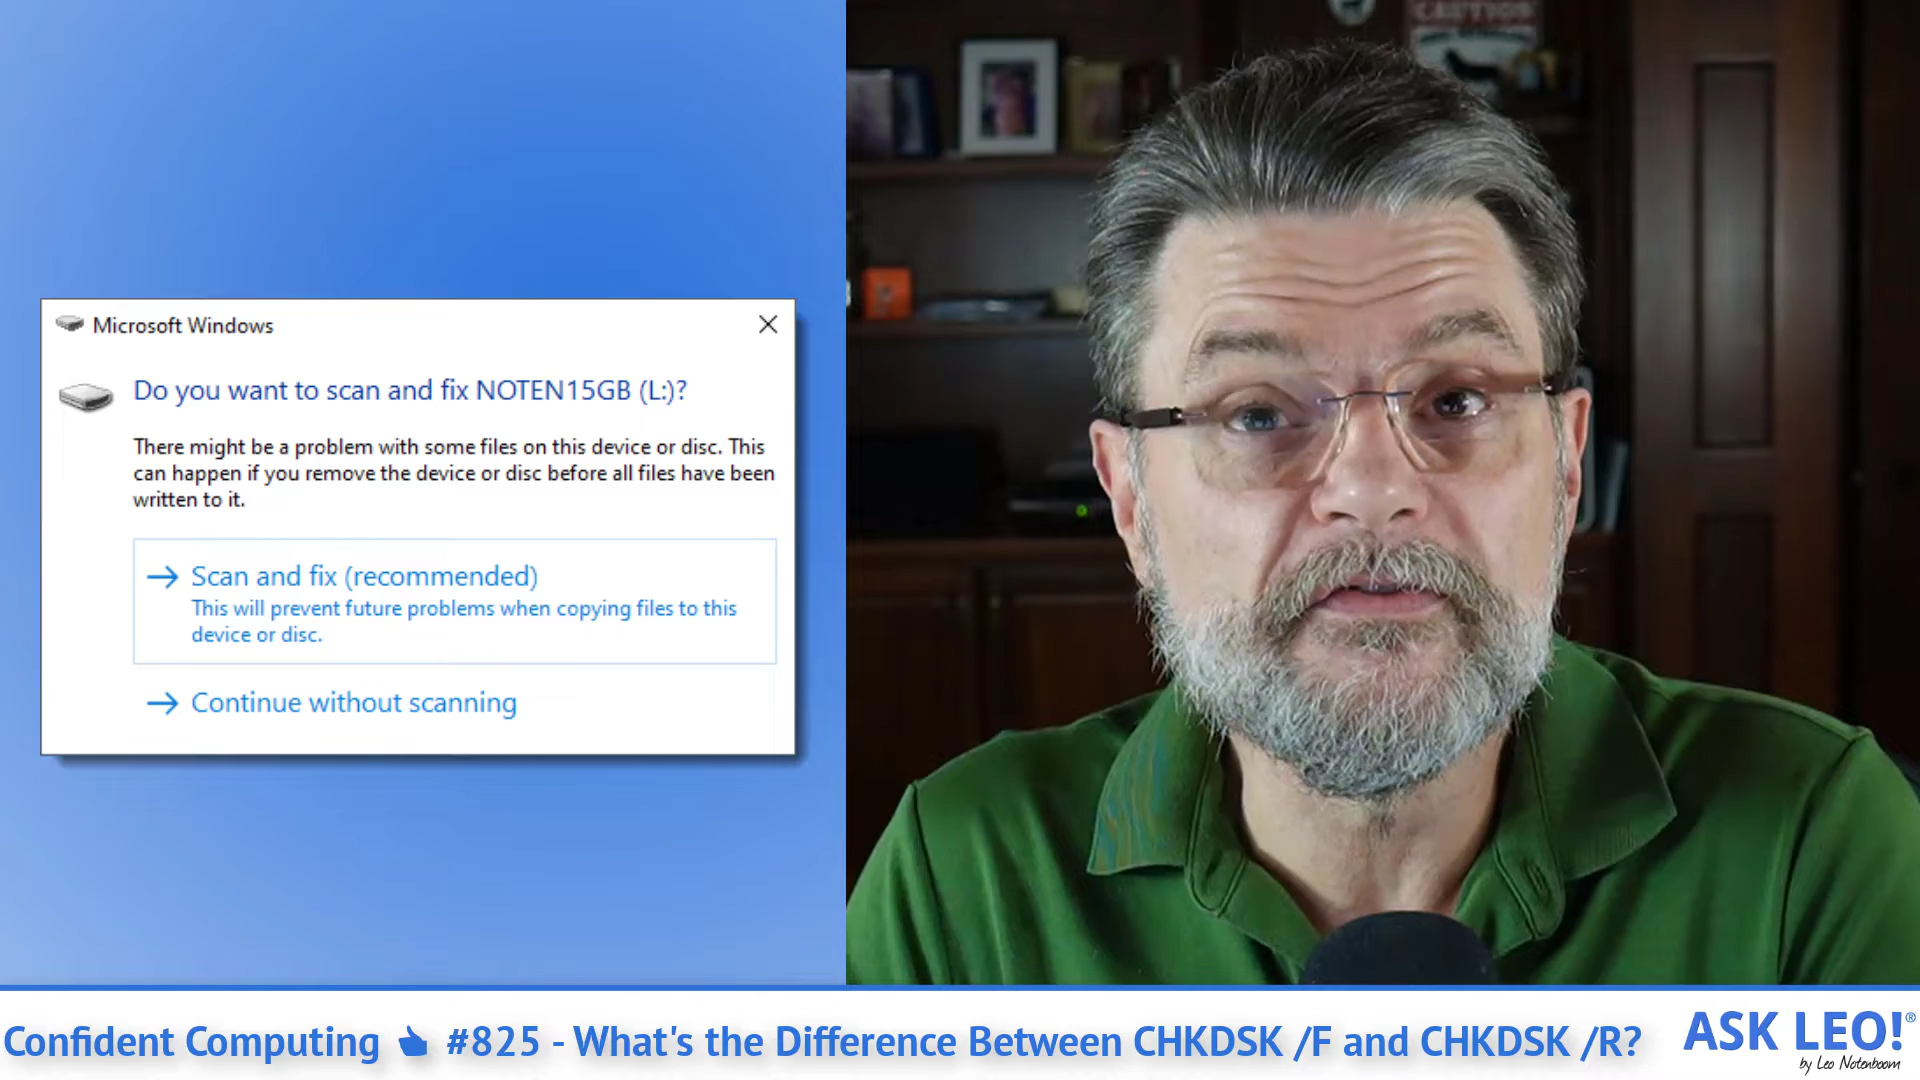 Microsoft Windows
Do you want to scan and fix NOTEN15GB (L:)?
There might be a problem with some files on this device or disc. This
can happen if you remove the device or disc before all files have been
written to it.
Scan and fix (recommended)
This will prevent future problems when copying files to this
device or disc.
Continue without scanning
CAUTION
Confident Computing #825 - What's the Difference Between CHKDSK /F and CHKDSK /R?
ASK LEO!®
by Leo Notenboom